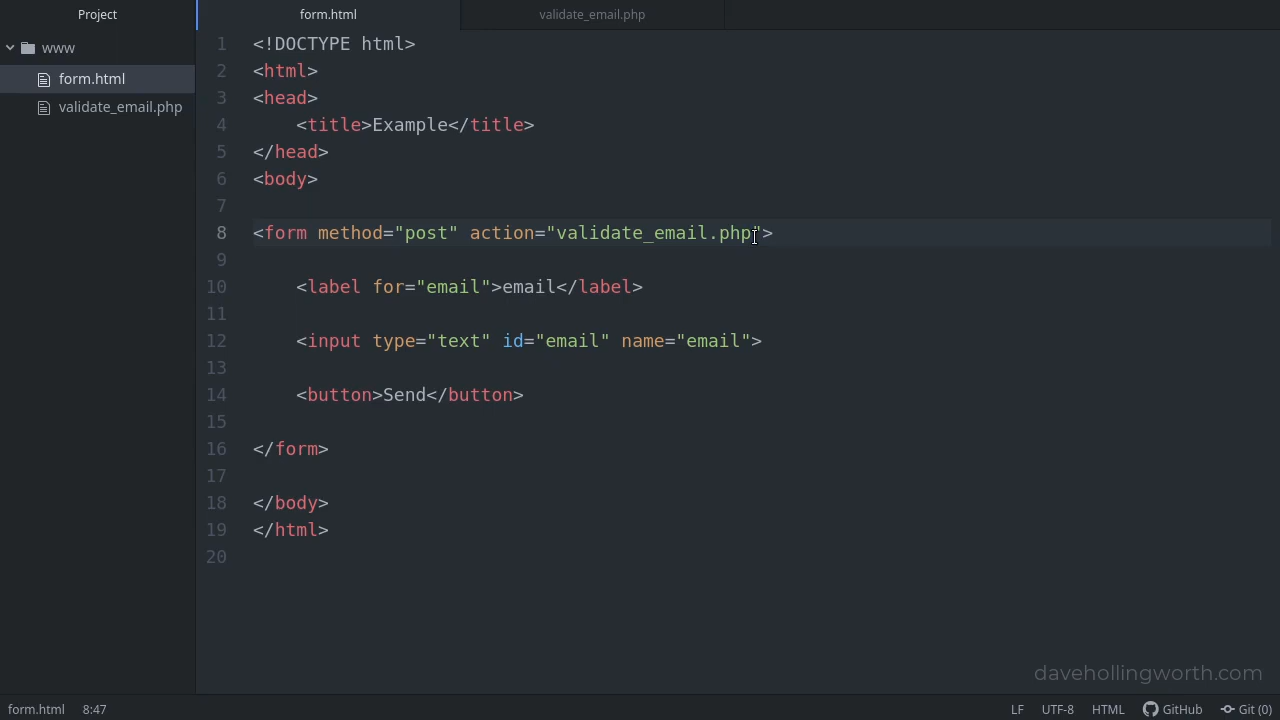 Project
form.html
validate_email.php
www
form.html
validate_email.php
1 <!DOCTYPE html>
2 <html>
3 <head>
4     <title>Example</title>
5 </head>
6 <body>
7
8 <form method="post" action="validate_email.php">
9
10     <label for="email">email</label>
11
12     <input type="text" id="email" name="email">
13
14     <button>Send</button>
15
16 </form>
17
18 </body>
19 </html>
20
davehollingworth.com
form.html 8:47 LF UTF-8 HTML GitHub Git (0)